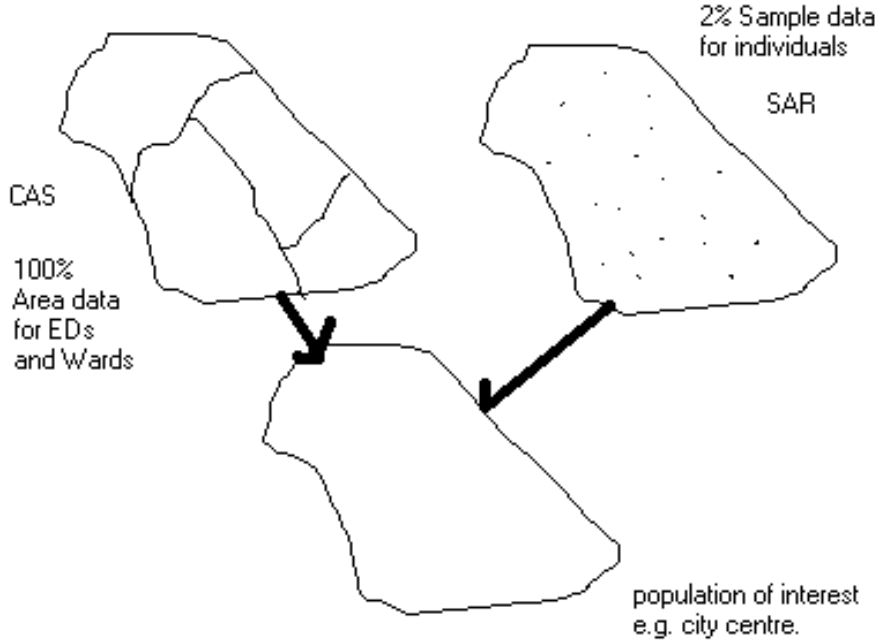 2% Sample data
for individuals
SAR
CAS
100%
Area data
for EDs
and Wards
population of interest
e.g. city centre.